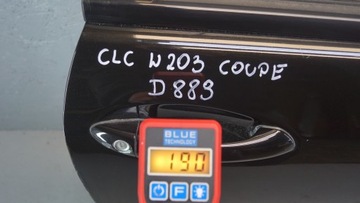 CLC W203 COUPE
D889
BLUE
TECHNOLOGY
190
F